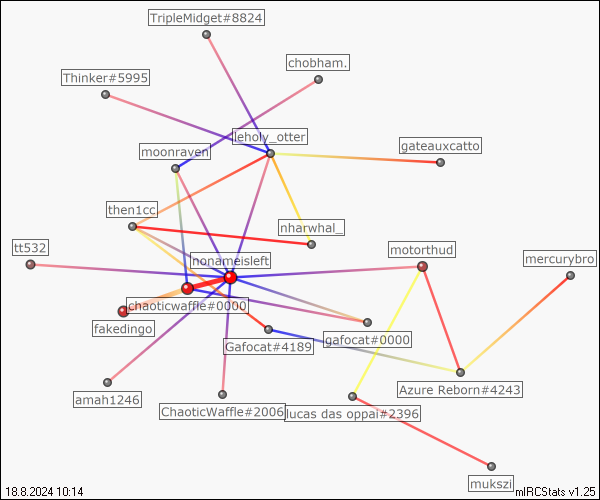 TripleMidget#8824
chobham.
Thinker#5995
leholy_otter
gateauxcatto
moonraven
then1cc
nharwhal_
tt532
motorthud
nonameisleft
mercurybro
chaoticwaffle#0000
fakedingo
gafocat#0000
Gafocat#4189
Azure Reborn#4243
amah1246
ChaoticWaffle#2006
lucas das oppai#2396
mukszi
18.8.2024 10:14
mIRCStats v1.25